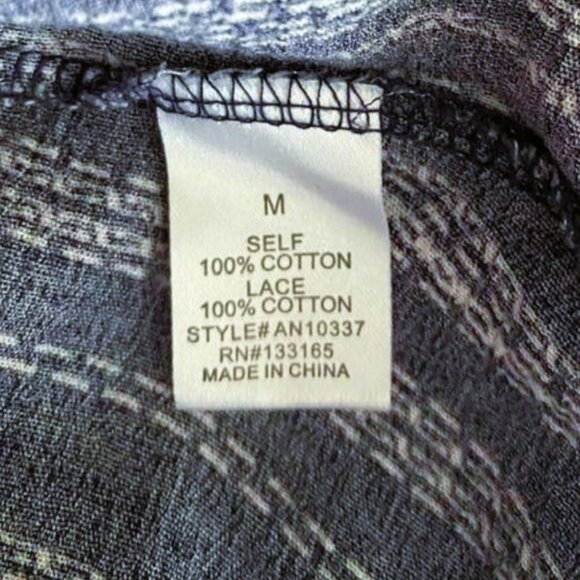 M
SELF
100% COTTON
LACE
100% COTTON
STYLE# AN10337
RN#133165
MADE IN CHINA